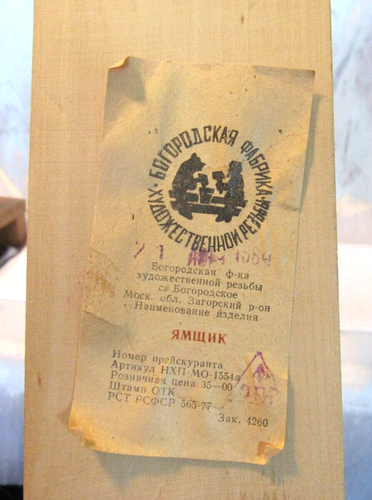 БОГОРОДСКАЯ ФАБРИКА
ХУДОЖЕСТВЕННОЙ РЕЗЬБЫ
Богородская ф-ка
художественной резьбы
с. Богородское
Моск. обл. Загорский р-он
Наименование изделия
ЯМЩИК
Номер прейскуранта
Артикул НХП-МО-1554а
Розничная цена 35—00
Штамп ОТК
РСТ РСФСР 565-77
Зак. 4260